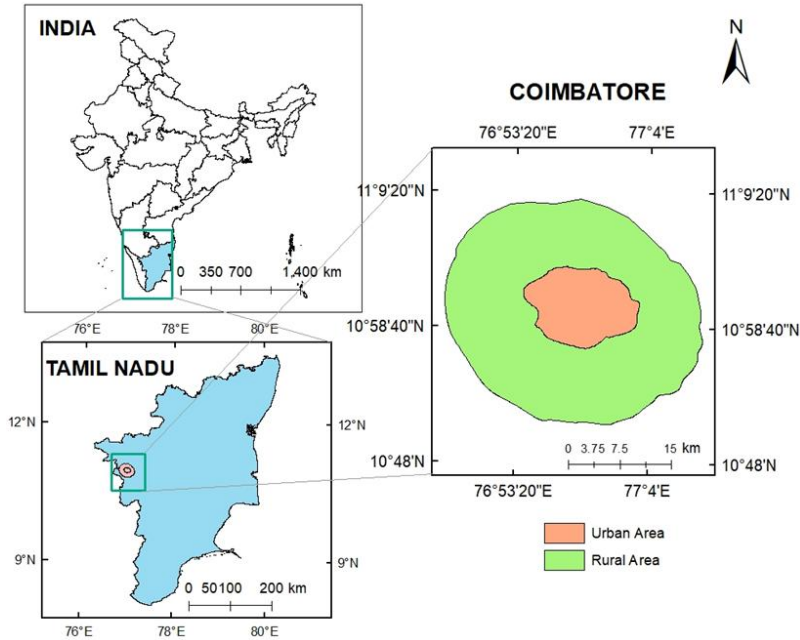 INDIA
0 350 700 1,400 km
76°E 78°E 80°E
TAMIL NADU
12°N 12°N
9°N 9°N
0 50100 200 km
76°E 78°E 80°E
N
COIMBATORE
76°53'20"E 77°4'E
11°9'20"N 11°9'20"N
10°58'40"N 10°58'40"N
10°48'N 10°48'N
0 3.75 7.5 15 km
76°53'20"E 77°4'E
Urban Area
Rural Area